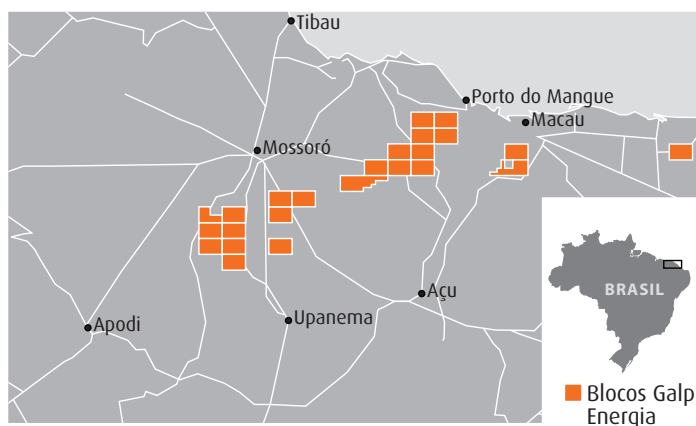 Tibau
Porto do Mangue
Macau
Mossoró
Açu
BRASIL
Upanema
Apodi
Blocos Galp
Energia